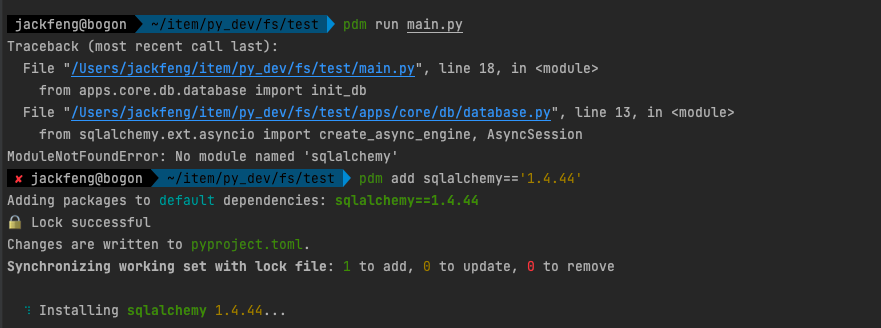 jackfeng@bogon ~/item/py_dev/fs/test pdm run main.py
Traceback (most recent call last):
  File "/Users/jackfeng/item/py_dev/fs/test/main.py", line 18, in <module>
    from apps.core.db.database import init_db
  File "/Users/jackfeng/item/py_dev/fs/test/apps/core/db/database.py", line 13, in <module>
    from sqlalchemy.ext.asyncio import create_async_engine, AsyncSession
ModuleNotFoundError: No module named 'sqlalchemy'
✘ jackfeng@bogon ~/item/py_dev/fs/test pdm add sqlalchemy=='1.4.44'
Adding packages to default dependencies: sqlalchemy==1.4.44
🔒 Lock successful
Changes are written to pyproject.toml.
Synchronizing working set with lock file: 1 to add, 0 to update, 0 to remove
Installing sqlalchemy 1.4.44...